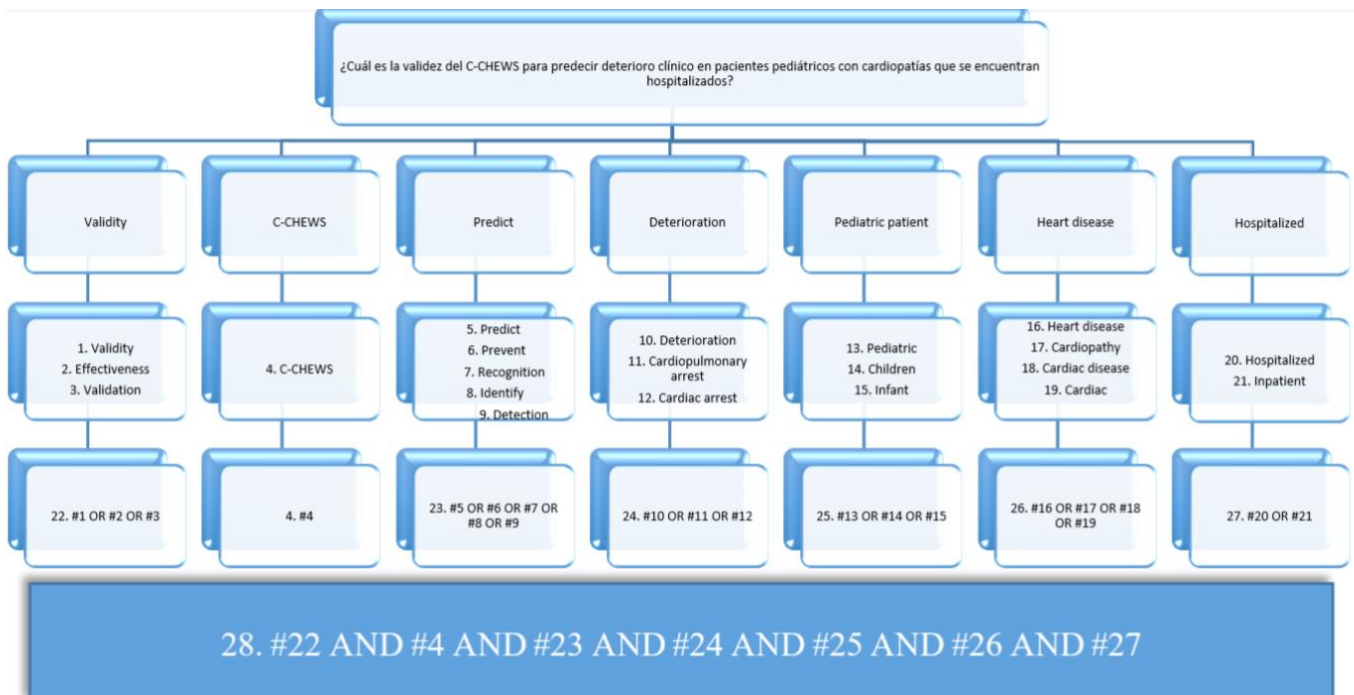 ¿Cuál es la validez del C-CHEWS para predecir deterioro clínico en pacientes pediátricos con cardiopatías que se encuentran
hospitalizados?
Validity
C-CHEWS
Predict
Deterioration
Pediatric patient
Heart disease
Hospitalized
1. Validity
2. Effectiveness
3. Validation
4. C-CHEWS
5. Predict
6. Prevent
7. Recognition
8. Identify
9. Detection
10. Deterioration
11. Cardiopulmonary
arrest
12. Cardiac arrest
13. Pediatric
14. Children
15. Infant
16. Heart disease
17. Cardiopathy
18. Cardiac disease
19. Cardiac
20. Hospitalized
21. Inpatient
22. #1 OR #2 OR #3
4. #4
23. #5 OR #6 OR #7 OR
#8 OR #9
24. #10 OR #11 OR #12
25. #13 OR #14 OR #15
26. #16 OR #17 OR #18
OR #19
27. #20 OR #21
28. #22 AND #4 AND #23 AND #24 AND #25 AND #26 AND #27